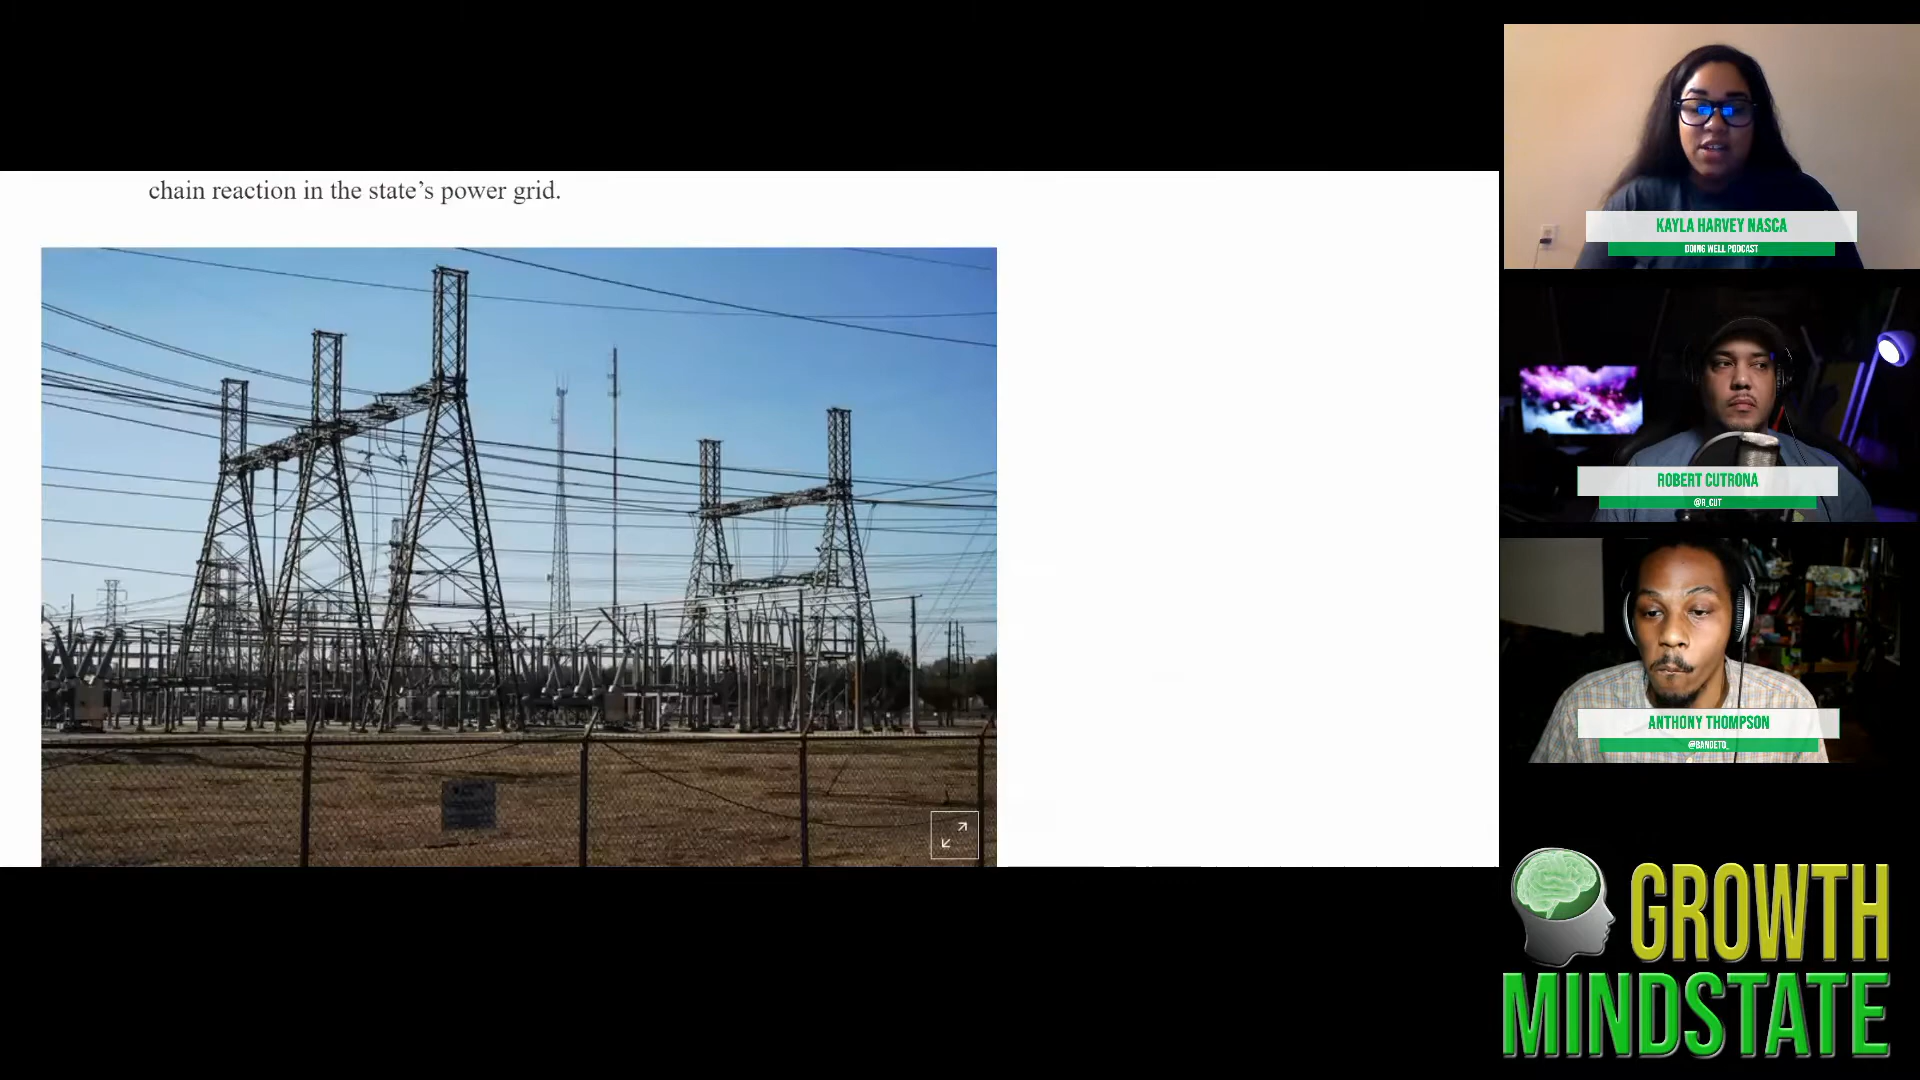 chain reaction in the state’s power grid.
KAYLA HARVEY NASCA
DOING WELL PODCAST
ROBERT CUTRONA
@R_CUT
ANTHONY THOMPSON
@BANDETO_
GROWTH
MINDSTATE